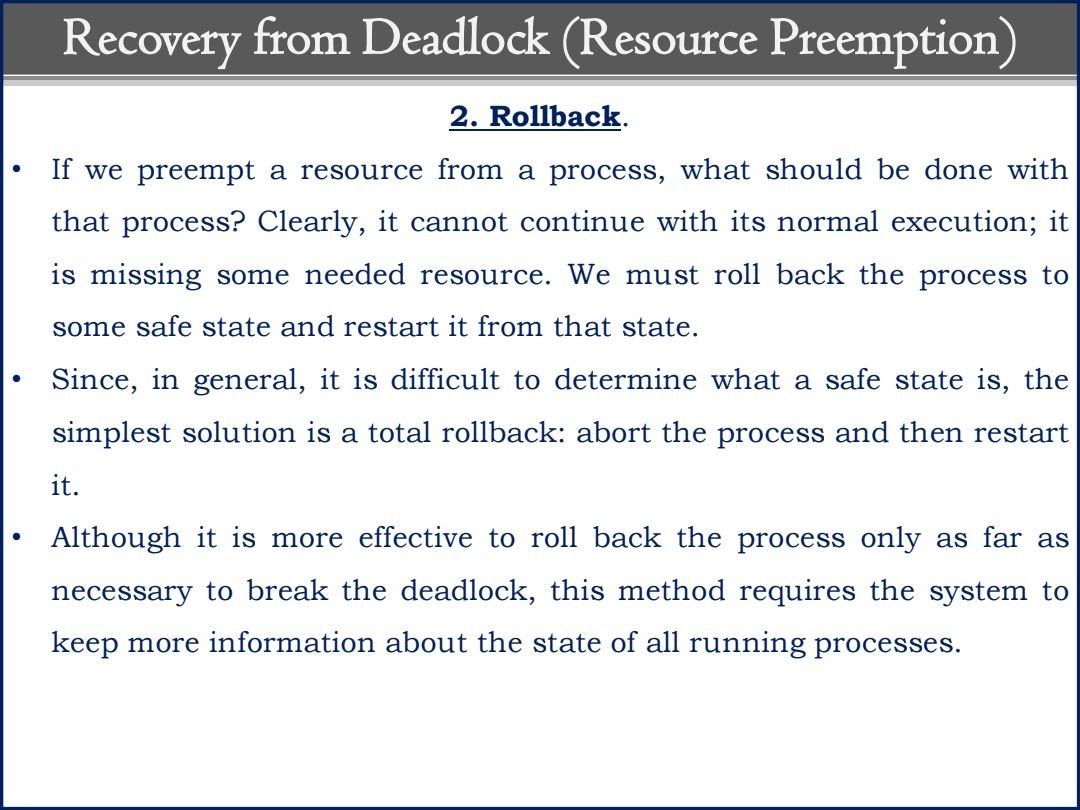 Recovery from Deadlock (Resource Preemption)
2. Rollback.
• If we preempt a resource from a process, what should be done with
that process? Clearly, it cannot continue with its normal execution; it
is missing some needed resource. We must roll back the process to
some safe state and restart it from that state.
• Since, in general, it is difficult to determine what a safe state is, the
simplest solution is a total rollback: abort the process and then restart
it.
• Although it is more effective to roll back the process only as far as
necessary to break the deadlock, this method requires the system to
keep more information about the state of all running processes.